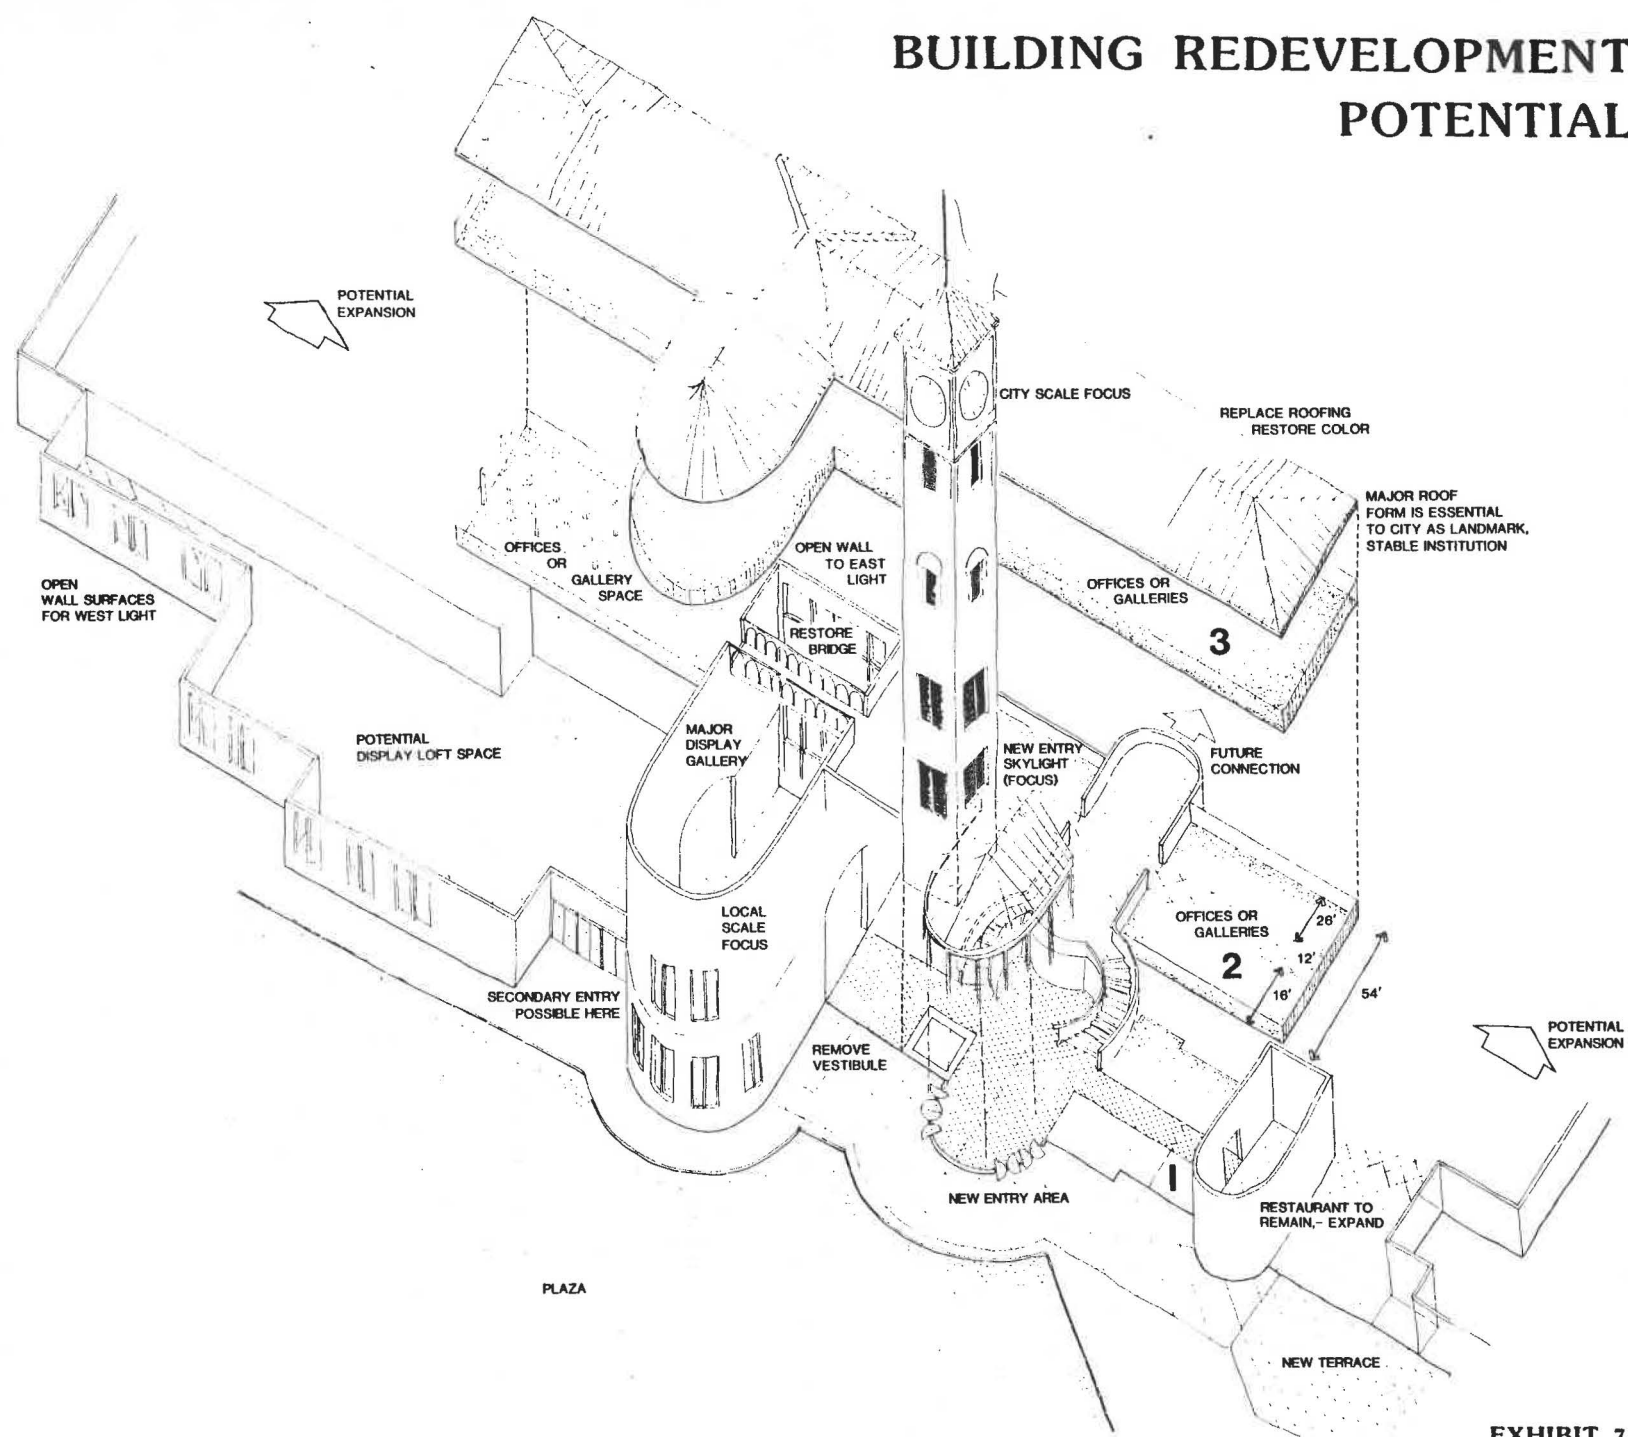 BUILDING REDEVELOPMENT
POTENTIAL
POTENTIAL
EXPANSION
CITY SCALE FOCUS
REPLACE ROOFING
RESTORE COLOR
MAJOR ROOF
FORM IS ESSENTIAL
TO CITY AS LANDMARK,
STABLE INSTITUTION
OFFICES
OR
GALLERY
SPACE
OPEN WALL
TO EAST
LIGHT
OPEN
WALL SURFACES
FOR WEST LIGHT
OFFICES OR
GALLERIES
3
RESTORE
BRIDGE
POTENTIAL
DISPLAY LOFT SPACE
MAJOR
DISPLAY
GALLERY
NEW ENTRY
SKYLIGHT
(FOCUS)
FUTURE
CONNECTION
LOCAL
SCALE
FOCUS
OFFICES OR
GALLERIES
2
26'
12'
16'
54'
SECONDARY ENTRY
POSSIBLE HERE
REMOVE
VESTIBULE
POTENTIAL
EXPANSION
1
NEW ENTRY AREA
RESTAURANT TO
REMAIN,- EXPAND
PLAZA
NEW TERRACE
EXHIBIT 7